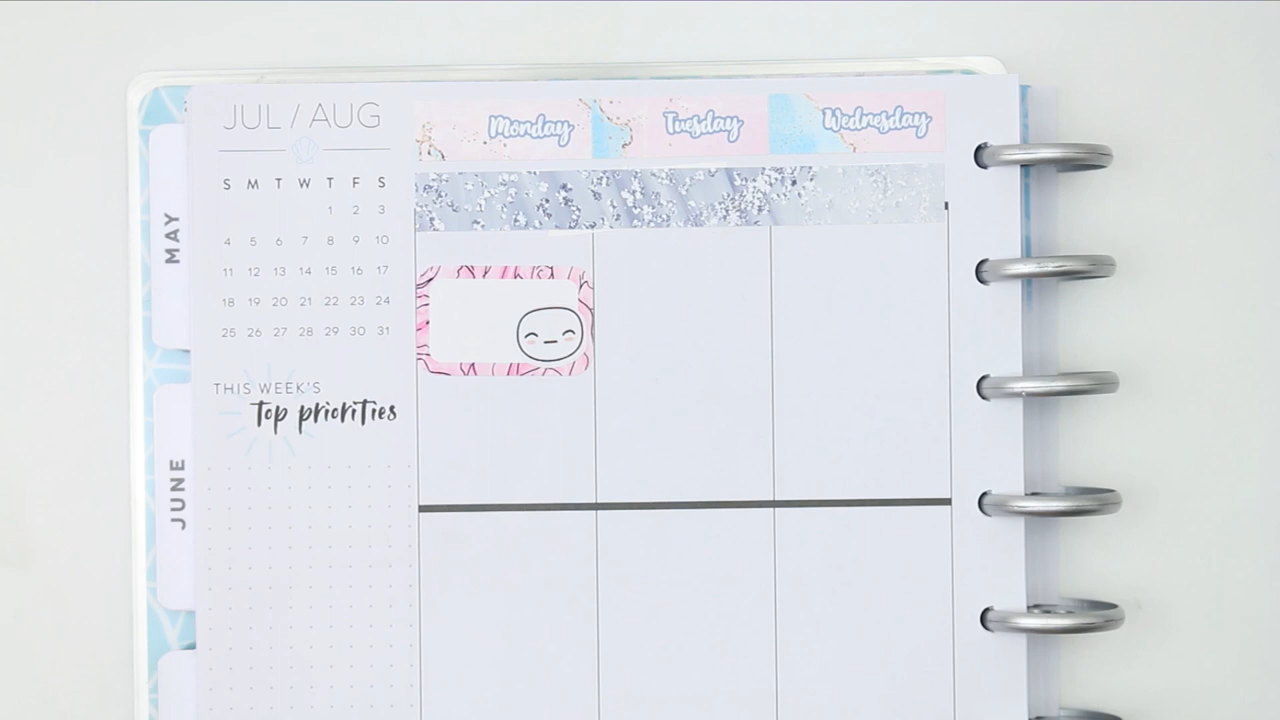 JUL / AUG
Monday
Tuesday
Wednesday
S M T W T F S
1 2 3
4 5 6 7 8 9 10
11 12 13 14 15 16 17
18 19 20 21 22 23 24
25 26 27 28 29 30 31
MAY
THIS WEEK'S
Top priorities
JUNE